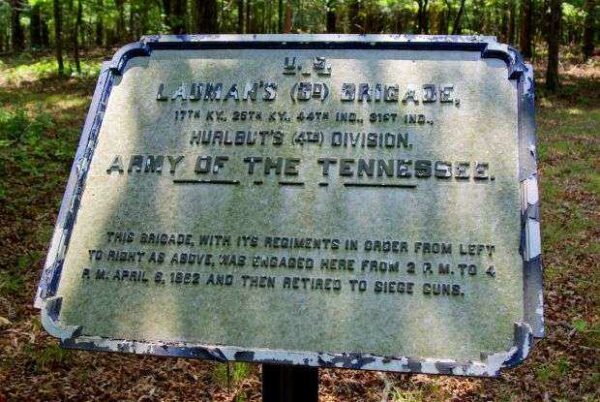 U.S.
LAUMAN'S (3D) BRIGADE,
17TH KY., 25TH KY., 44TH IND., 31ST IND.,
HURLBUT'S (4TH) DIVISION.
ARMY OF THE TENNESSEE.
THIS BRIGADE, WITH ITS REGIMENTS IN ORDER FROM LEFT
TO RIGHT AS ABOVE, WAS ENGAGED HERE FROM 2 P.M. TO 4
P.M. APRIL 6, 1862 AND THEN RETIRED TO SIEGE GUNS.